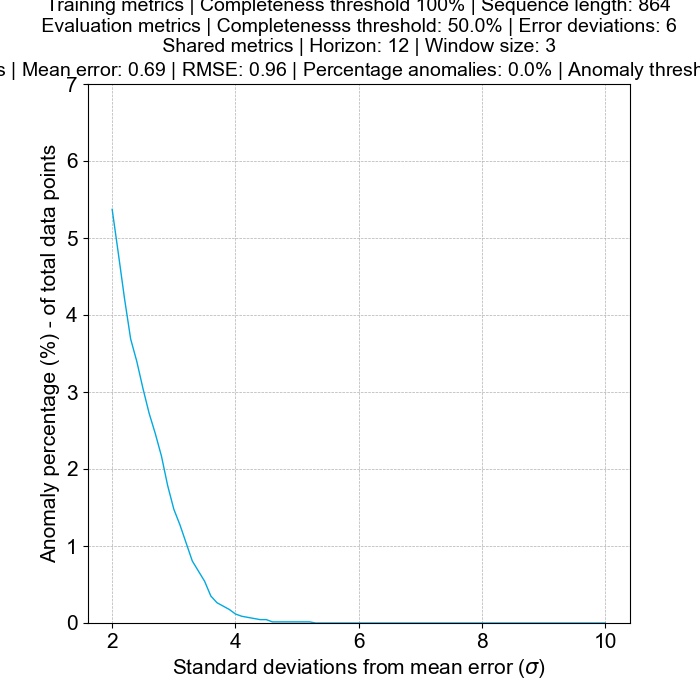 Training metrics | Completeness threshold 100% | Sequence length: 864
Evaluation metrics | Completenesss threshold: 50.0% | Error deviations: 6
Shared metrics | Horizon: 12 | Window size: 3
| Mean error: 0.69 | RMSE: 0.96 | Percentage anomalies: 0.0% | Anomaly
7
6
5
4
3
2
1
0
Anomaly percentage (%) - of total data points
2 4 6 8 10
Standard deviations from mean error (σ)